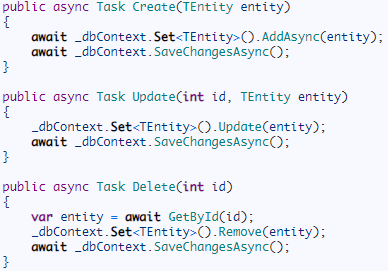 public async Task Create(TEntity entity)
{
    await _dbContext.Set<TEntity>().AddAsync(entity);
    await _dbContext.SaveChangesAsync();
}

public async Task Update(int id, TEntity entity)
{
    _dbContext.Set<TEntity>().Update(entity);
    await _dbContext.SaveChangesAsync();
}

public async Task Delete(int id)
{
    var entity = await GetById(id);
    _dbContext.Set<TEntity>().Remove(entity);
    await _dbContext.SaveChangesAsync();
}